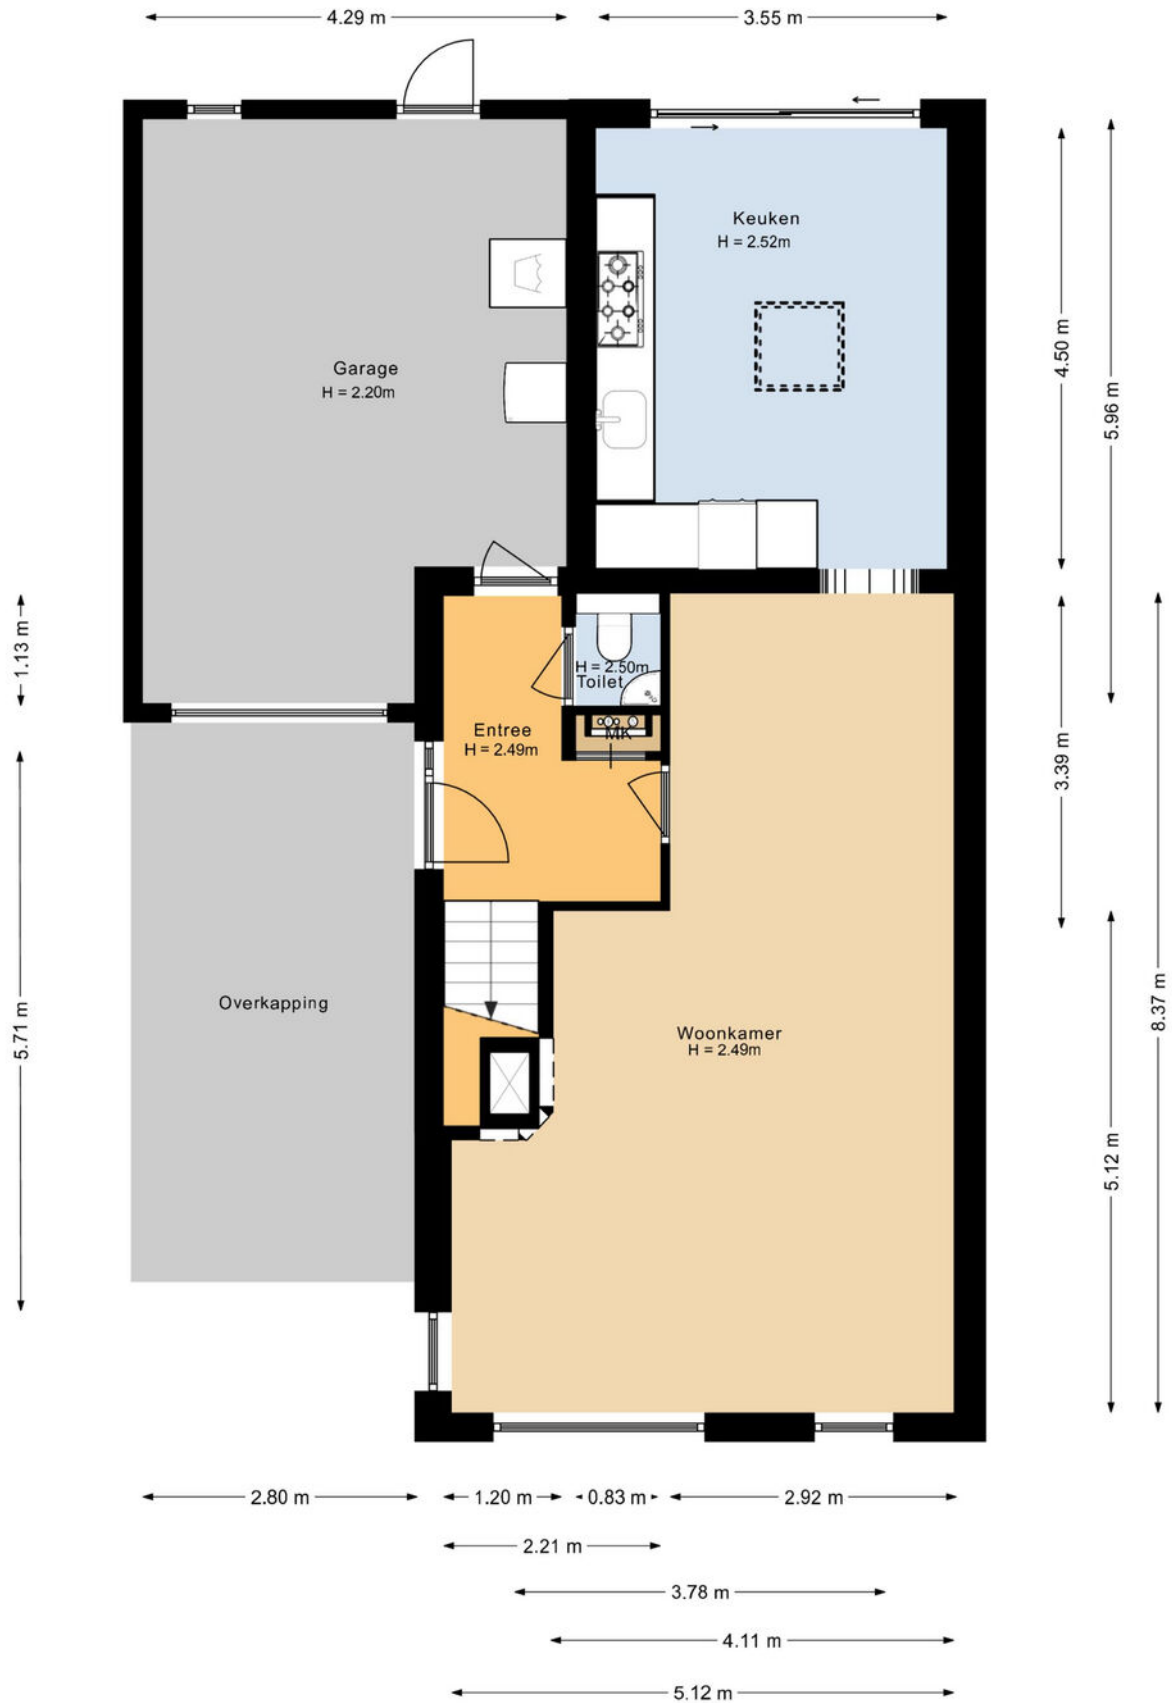 4.29 m
3.55 m
Keuken
H = 2.52m
4.50 m
Garage
H = 2.20m
5.96 m
1.13 m
H = 2.50m
Toilet
Entree
H = 2.49m
MK
3.39 m
Overkapping
Woonkamer
H = 2.49m
5.71 m
8.37 m
5.12 m
2.80 m
1.20 m
0.83 m
2.92 m
2.21 m
3.78 m
4.11 m
5.12 m